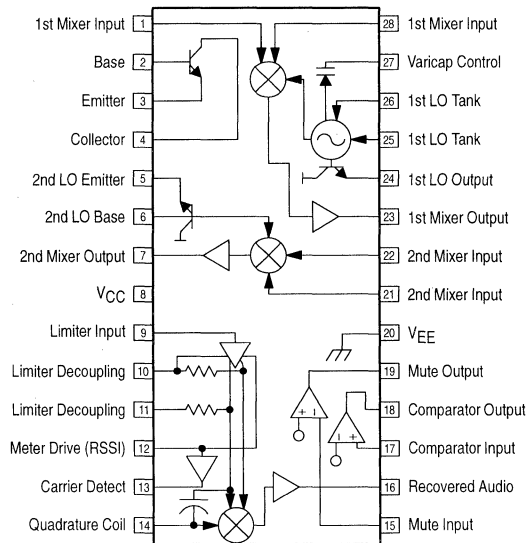 1st Mixer Input 1 28 1st Mixer Input
Base 2 27 Varicap Control
Emitter 3 26 1st LO Tank
Collector 4 25 1st LO Tank
2nd LO Emitter 5 24 1st LO Output
2nd LO Base 6 23 1st Mixer Output
2nd Mixer Output 7 22 2nd Mixer Input
VCC 8 21 2nd Mixer Input
Limiter Input 9 20 VEE
Limiter Decoupling 10 19 Mute Output
Limiter Decoupling 11 18 Comparator Output
Meter Drive (RSSI) 12 17 Comparator Input
Carrier Detect 13 16 Recovered Audio
Quadrature Coil 14 15 Mute Input